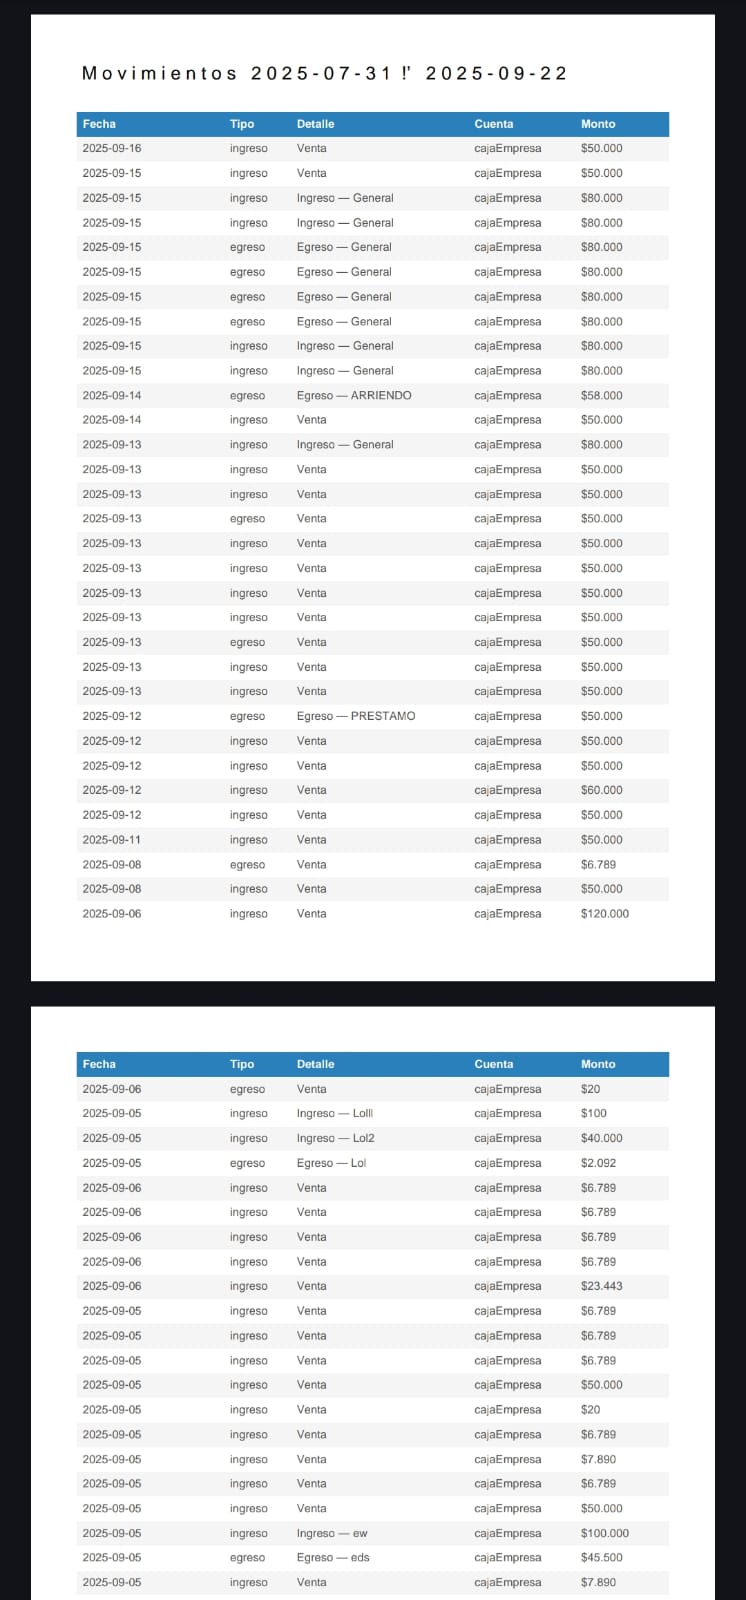 Movimientos 2025-07-31 !' 2025-09-22
Fecha Tipo Detalle Cuenta Monto
2025-09-16 ingreso Venta cajaEmpresa $50.000
2025-09-15 ingreso Venta cajaEmpresa $50.000
2025-09-15 ingreso Ingreso — General cajaEmpresa $80.000
2025-09-15 ingreso Ingreso — General cajaEmpresa $80.000
2025-09-15 egreso Egreso — General cajaEmpresa $80.000
2025-09-15 egreso Egreso — General cajaEmpresa $80.000
2025-09-15 egreso Egreso — General cajaEmpresa $80.000
2025-09-15 egreso Egreso — General cajaEmpresa $80.000
2025-09-15 ingreso Ingreso — General cajaEmpresa $80.000
2025-09-15 ingreso Ingreso — General cajaEmpresa $80.000
2025-09-14 egreso Egreso — ARRIENDO cajaEmpresa $58.000
2025-09-14 ingreso Venta cajaEmpresa $50.000
2025-09-13 ingreso Ingreso — General cajaEmpresa $80.000
2025-09-13 ingreso Venta cajaEmpresa $50.000
2025-09-13 ingreso Venta cajaEmpresa $50.000
2025-09-13 egreso Venta cajaEmpresa $50.000
2025-09-13 ingreso Venta cajaEmpresa $50.000
2025-09-13 ingreso Venta cajaEmpresa $50.000
2025-09-13 ingreso Venta cajaEmpresa $50.000
2025-09-13 ingreso Venta cajaEmpresa $50.000
2025-09-13 egreso Venta cajaEmpresa $50.000
2025-09-13 ingreso Venta cajaEmpresa $50.000
2025-09-13 ingreso Venta cajaEmpresa $50.000
2025-09-12 egreso Egreso — PRESTAMO cajaEmpresa $50.000
2025-09-12 ingreso Venta cajaEmpresa $50.000
2025-09-12 ingreso Venta cajaEmpresa $50.000
2025-09-12 ingreso Venta cajaEmpresa $60.000
2025-09-12 ingreso Venta cajaEmpresa $50.000
2025-09-11 ingreso Venta cajaEmpresa $50.000
2025-09-08 egreso Venta cajaEmpresa $6.789
2025-09-08 ingreso Venta cajaEmpresa $50.000
2025-09-06 ingreso Venta cajaEmpresa $120.000
Fecha Tipo Detalle Cuenta Monto
2025-09-06 egreso Venta cajaEmpresa $20
2025-09-05 ingreso Ingreso — Lolll cajaEmpresa $100
2025-09-05 ingreso Ingreso — Lol2 cajaEmpresa $40.000
2025-09-05 egreso Egreso — Lol cajaEmpresa $2.092
2025-09-06 ingreso Venta cajaEmpresa $6.789
2025-09-06 ingreso Venta cajaEmpresa $6.789
2025-09-06 ingreso Venta cajaEmpresa $6.789
2025-09-06 ingreso Venta cajaEmpresa $6.789
2025-09-06 ingreso Venta cajaEmpresa $23.443
2025-09-05 ingreso Venta cajaEmpresa $6.789
2025-09-05 ingreso Venta cajaEmpresa $6.789
2025-09-05 ingreso Venta cajaEmpresa $6.789
2025-09-05 ingreso Venta cajaEmpresa $50.000
2025-09-05 ingreso Venta cajaEmpresa $20
2025-09-05 ingreso Venta cajaEmpresa $6.789
2025-09-05 ingreso Venta cajaEmpresa $7.890
2025-09-05 ingreso Venta cajaEmpresa $6.789
2025-09-05 ingreso Venta cajaEmpresa $50.000
2025-09-05 ingreso Ingreso — ew cajaEmpresa $100.000
2025-09-05 egreso Egreso — eds cajaEmpresa $45.500
2025-09-05 ingreso Venta cajaEmpresa $7.890